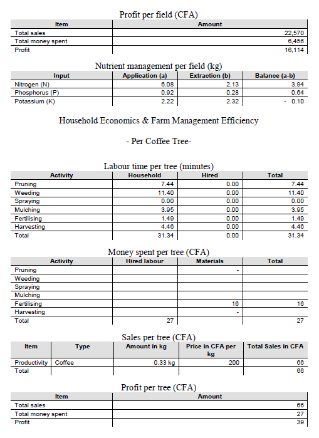 Profit per field (CFA)
Item Amount
Total sales 22,570
Total money spent 6,456
Profit 16,114
Nutrient management per field (kg)
Input Application (a) Extraction (b) Balance (a-b)
Nitrogen (N) 6.08 2.13 3.94
Phosphorus (P) 0.92 0.28 0.64
Potassium (K) 2.22 2.32 - 0.10
Household Economics & Farm Management Efficiency
- Per Coffee Tree-
Labour time per tree (minutes)
Activity Household Hired Total
Pruning 7.44 0.00 7.44
Weeding 11.40 0.00 11.40
Spraying 0.00 0.00 0.00
Mulching 3.95 0.00 3.95
Fertilising 1.49 0.00 1.49
Harvesting 4.46 0.00 4.46
Total 31.34 0.00 31.34
Money spent per tree (CFA)
Activity Hired labour Materials Total
Pruning -
Weeding
Spraying
Mulching
Fertilising 16 16
Harvesting -
Total 27 27
Sales per tree (CFA)
Item Type Amount in kg Price in CFA per kg Total Sales in CFA
Productivity Coffee 0.33 kg 200 66
Total 66
Profit per tree (CFA)
Item Amount
Total sales 66
Total money spent 27
Profit 39